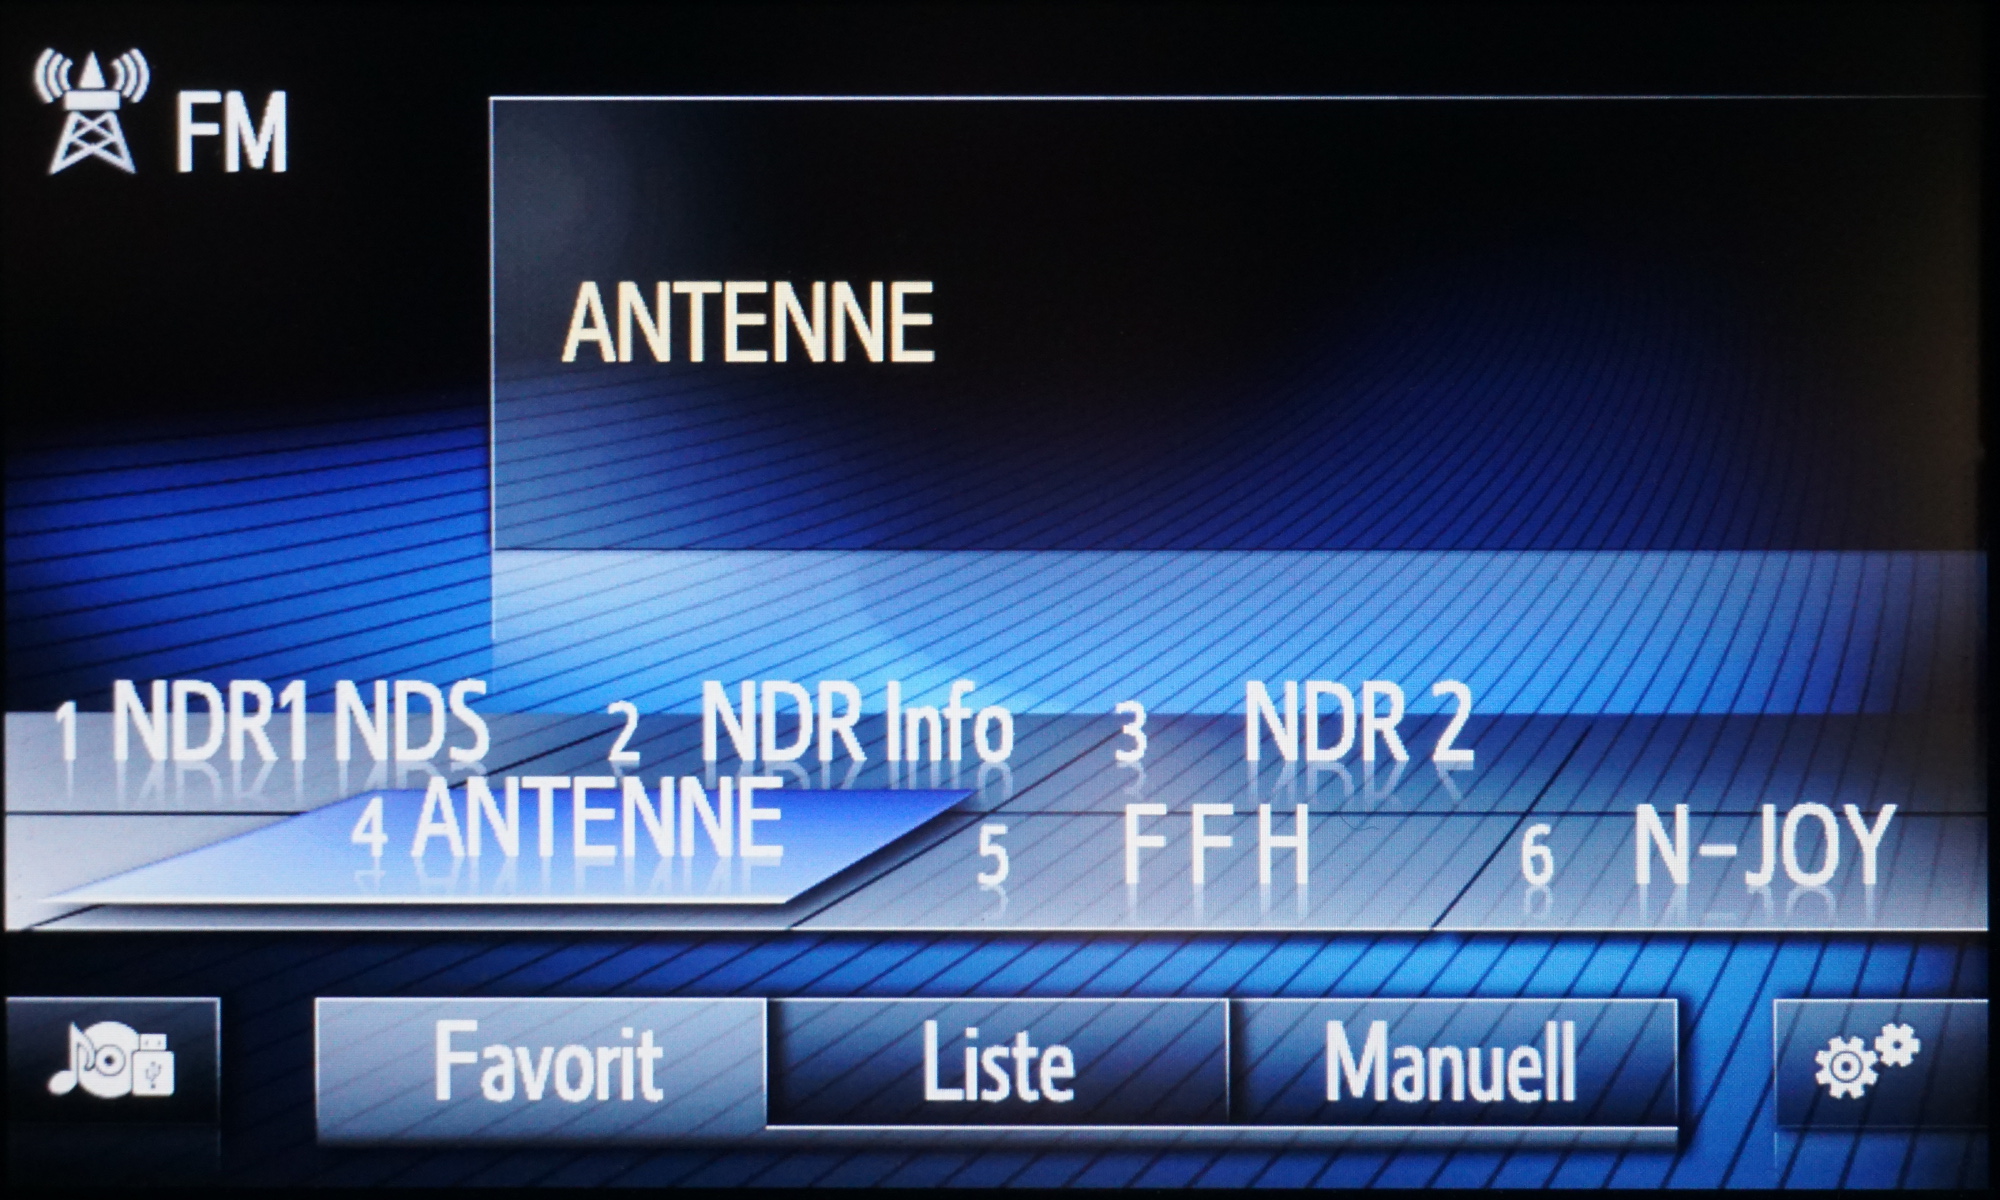 FM
ANTENNE
1 NDR1 NDS 2 NDR Info 3 NDR 2
4 ANTENNE 5 F F H 6 N-JOY
Favorit Liste Manuell